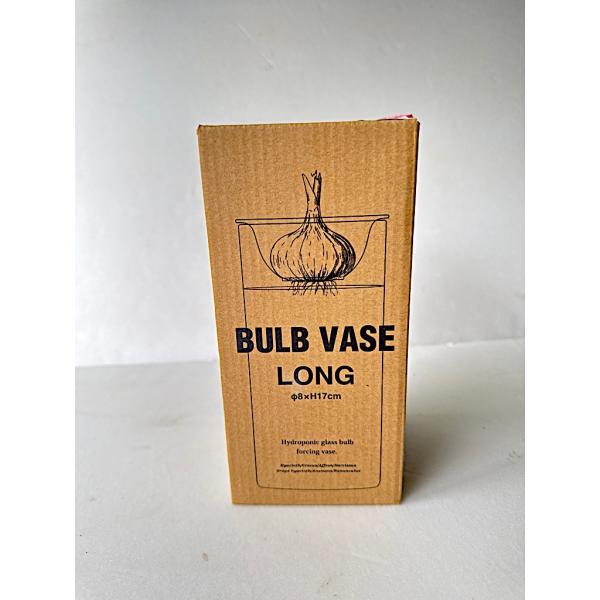 BULB VASE
LONG
φ8×H17cm
Hydroponic glass bulb
forcing vase.